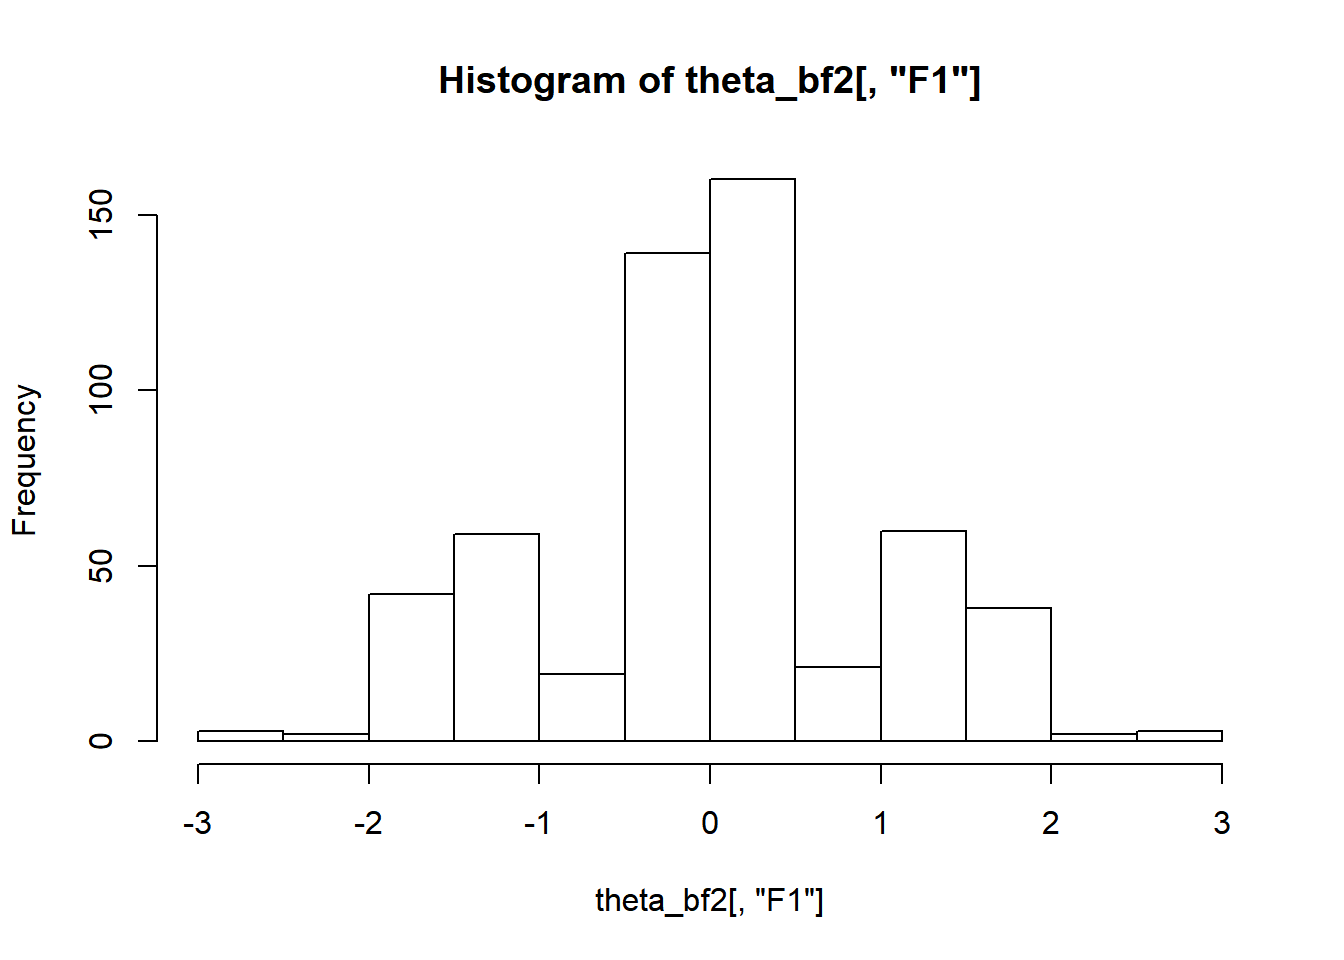 Histogram of theta_bf2[, "F1"]
Frequency
150
100
50
0
-3 -2 -1 0 1 2 3
theta_bf2[, "F1"]